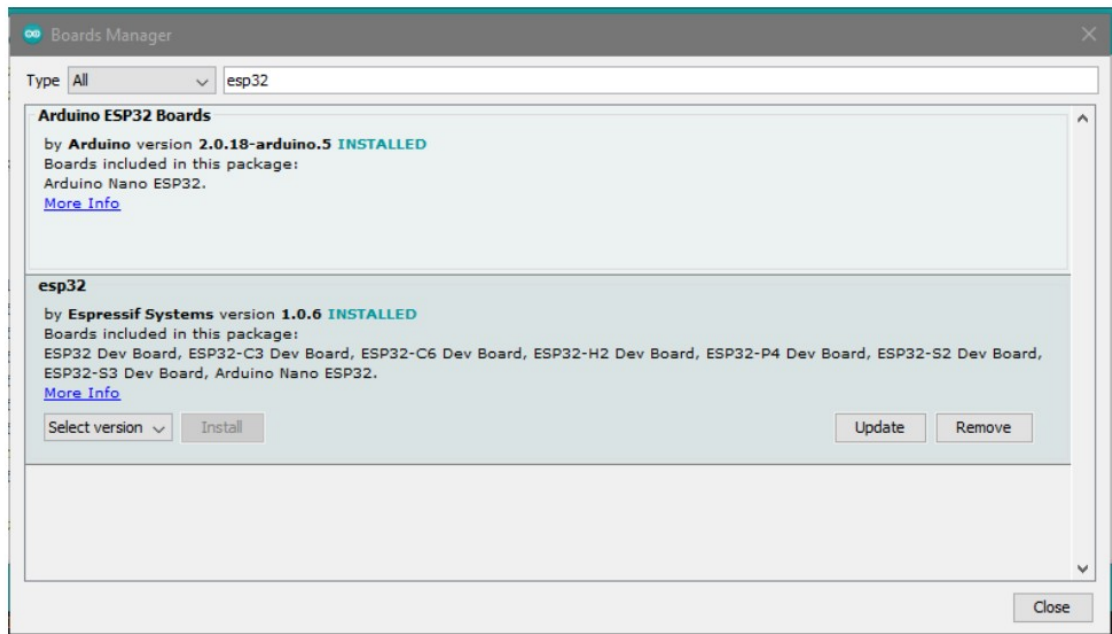 Boards Manager
Type All esp32
Arduino ESP32 Boards
by Arduino version 2.0.18-arduino.5 INSTALLED
Boards included in this package:
Arduino Nano ESP32.
More Info
esp32
by Espressif Systems version 1.0.6 INSTALLED
Boards included in this package:
ESP32 Dev Board, ESP32-C3 Dev Board, ESP32-C6 Dev Board, ESP32-H2 Dev Board, ESP32-P4 Dev Board, ESP32-S2 Dev Board,
ESP32-S3 Dev Board, Arduino Nano ESP32.
More Info
Select version Install Update Remove
Close